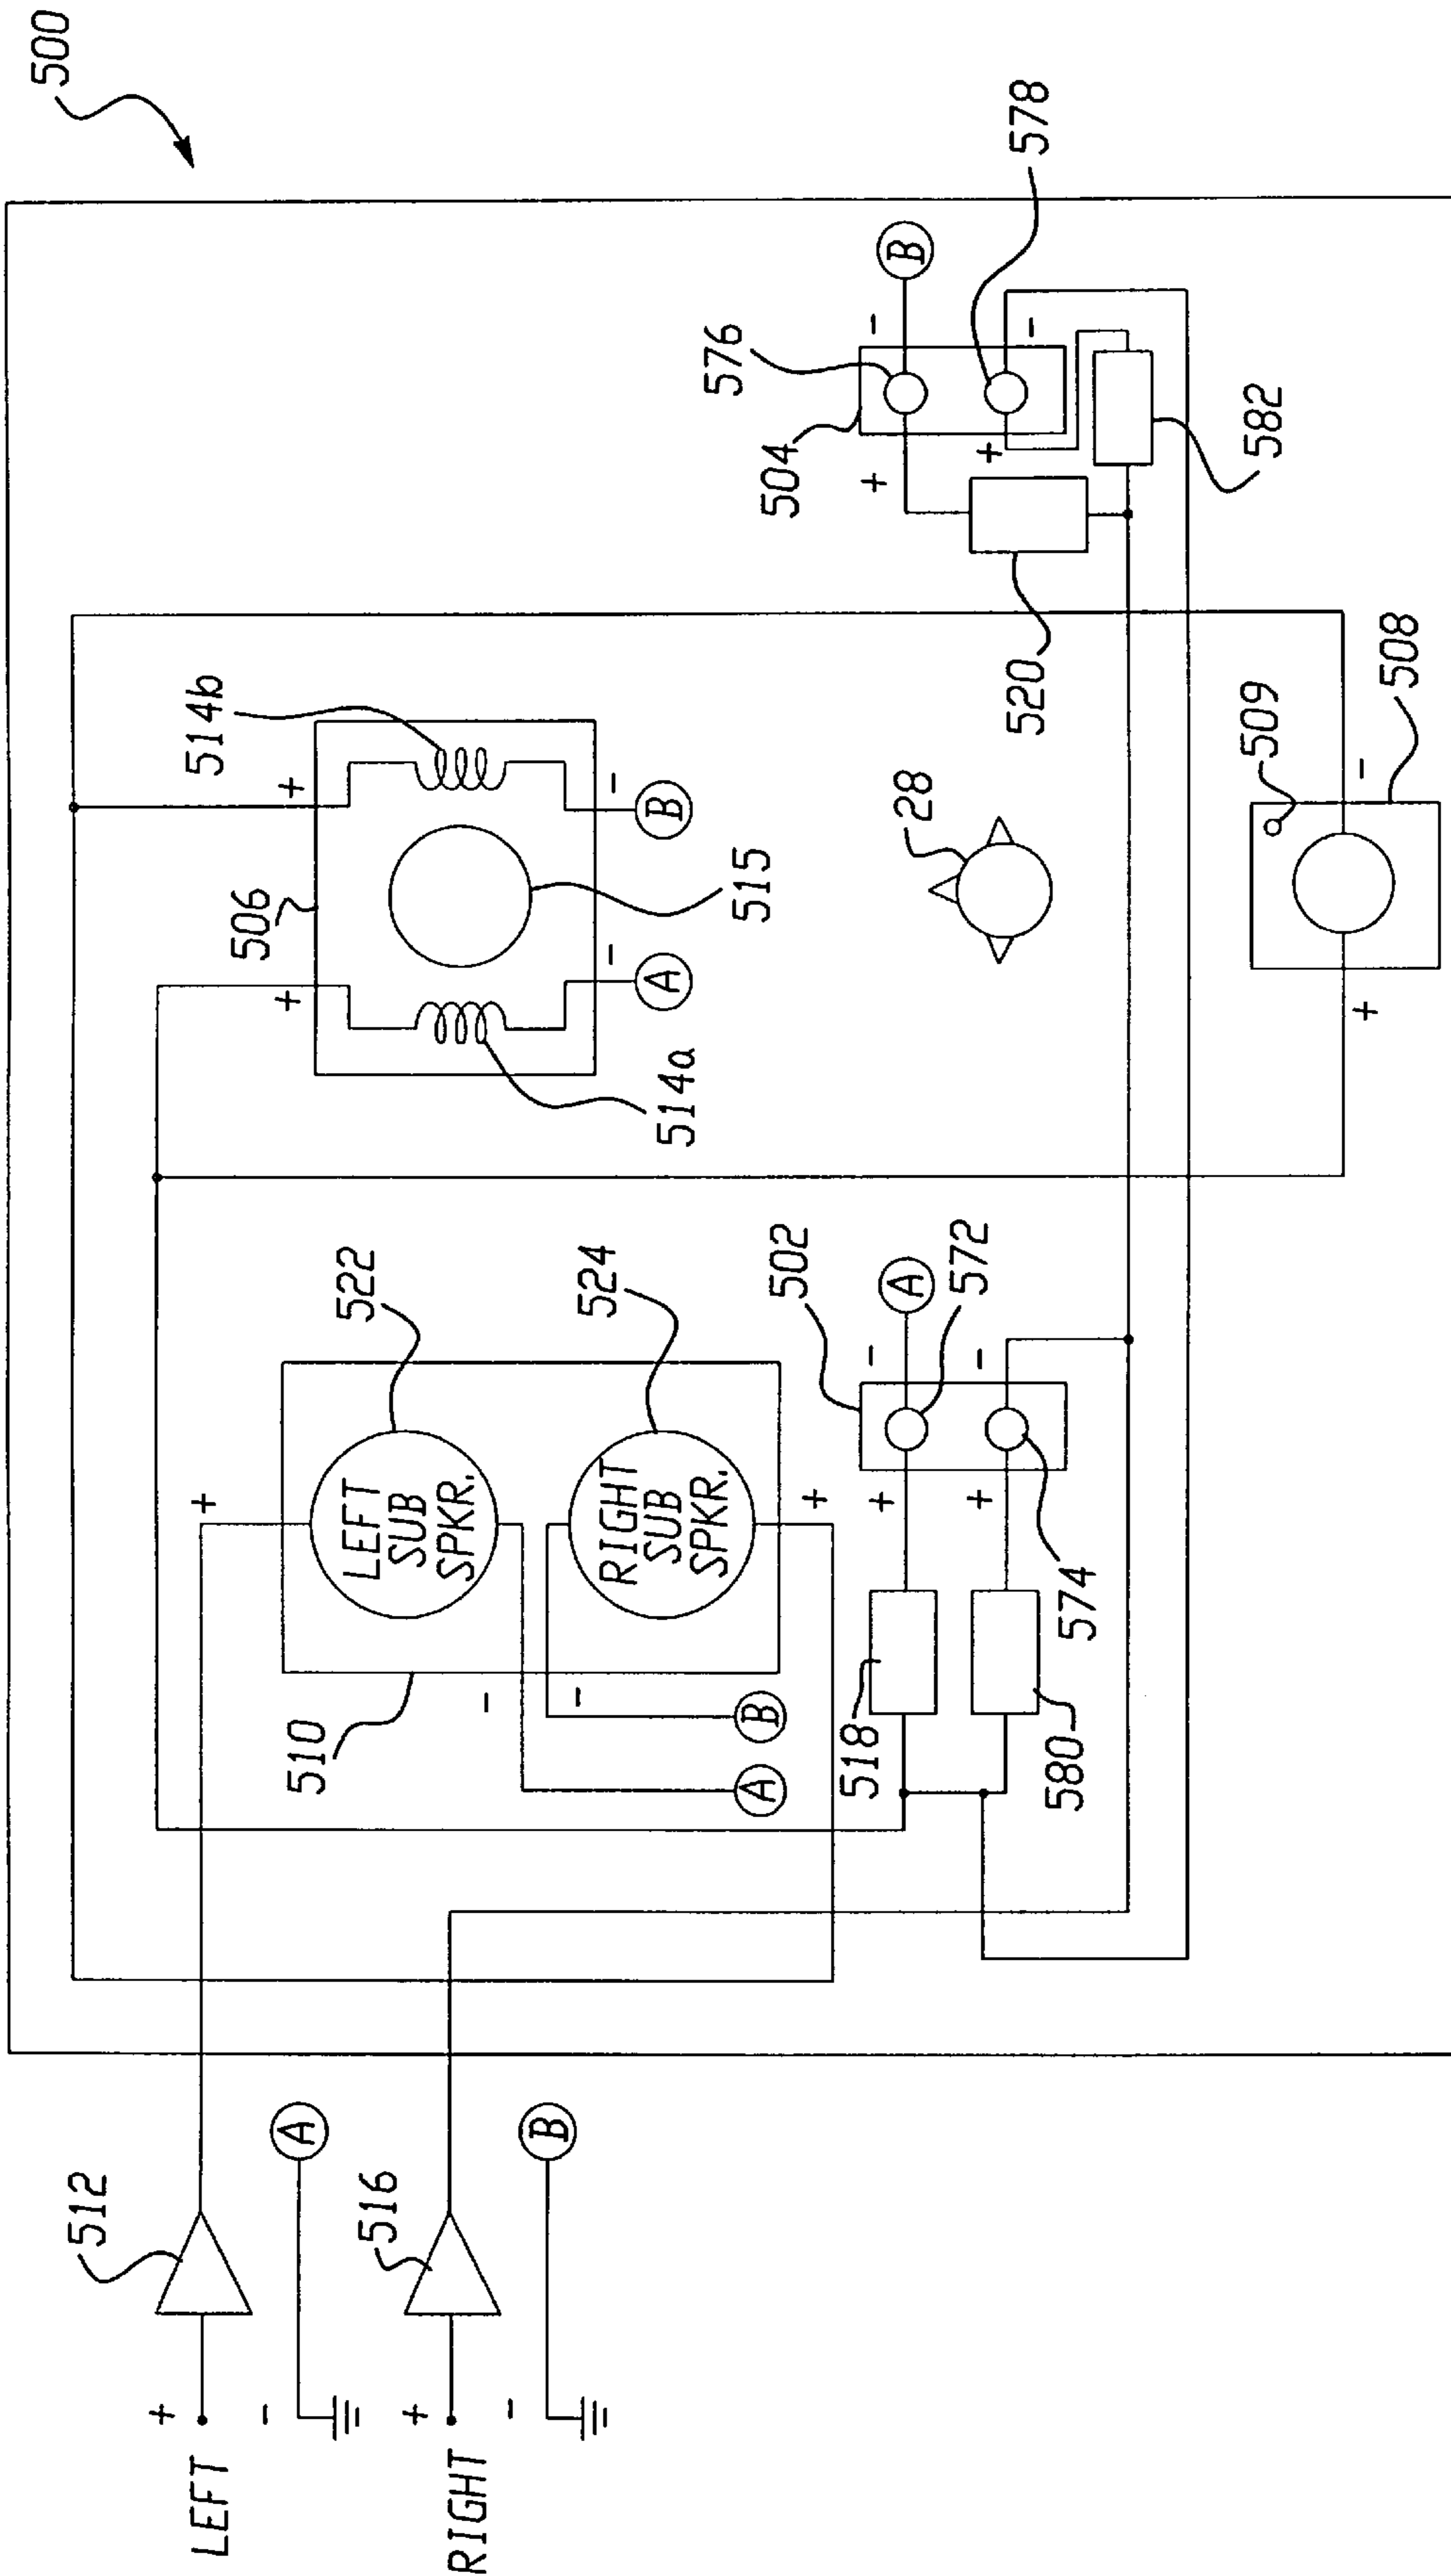 500
LEFT
+
-
512
A
RIGHT
+
-
516
B
510
LEFT
SUB
SPKR.
+
-
522
RIGHT
SUB
SPKR.
-
+
524
A
B
518
580
+
-
+
-
502
A
572
574
506
+
+
514a
514b
515
-
-
A
B
28
509
508
+
-
504
576
578
B
+
-
+
-
520
582